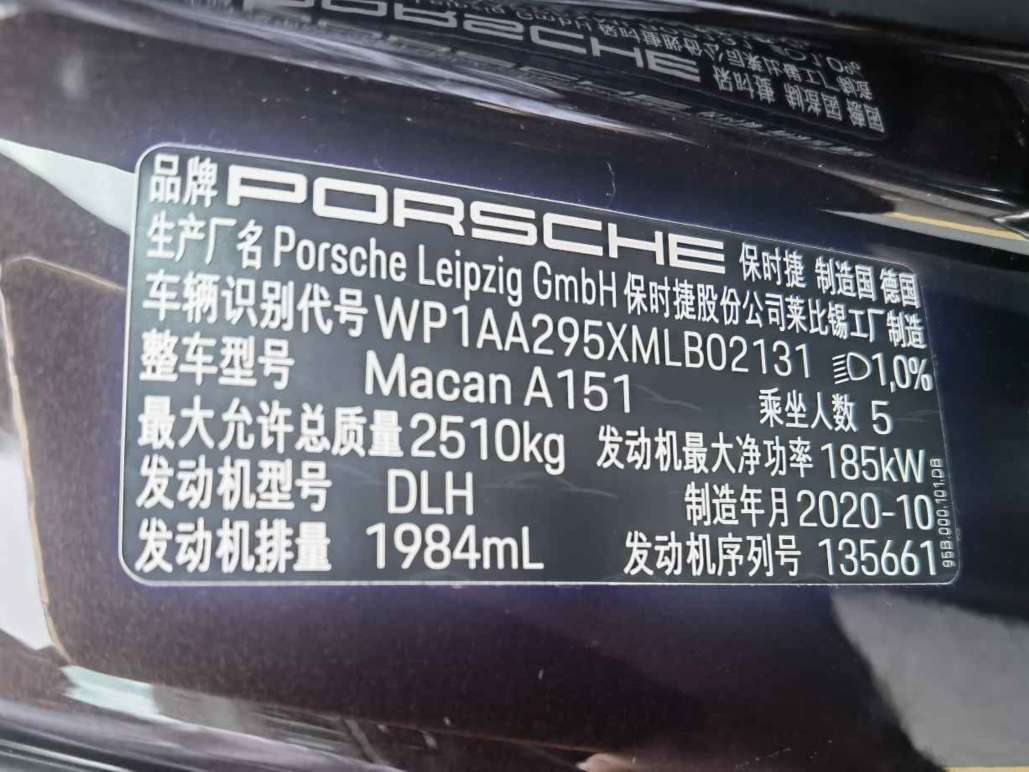 品牌 PORSCHE 保时捷 制造国 德国
生产厂名 Porsche Leipzig GmbH 保时捷股份公司莱比锡工厂制造
车辆识别代号 WP1AA295XMLB02131 1,0%
整车型号 Macan A151 乘坐人数 5
最大允许总质量 2510kg 发动机最大净功率 185kW
发动机型号 DLH 制造年月 2020-10
发动机排量 1984mL 发动机序列号 135661
95B.000.101.DB